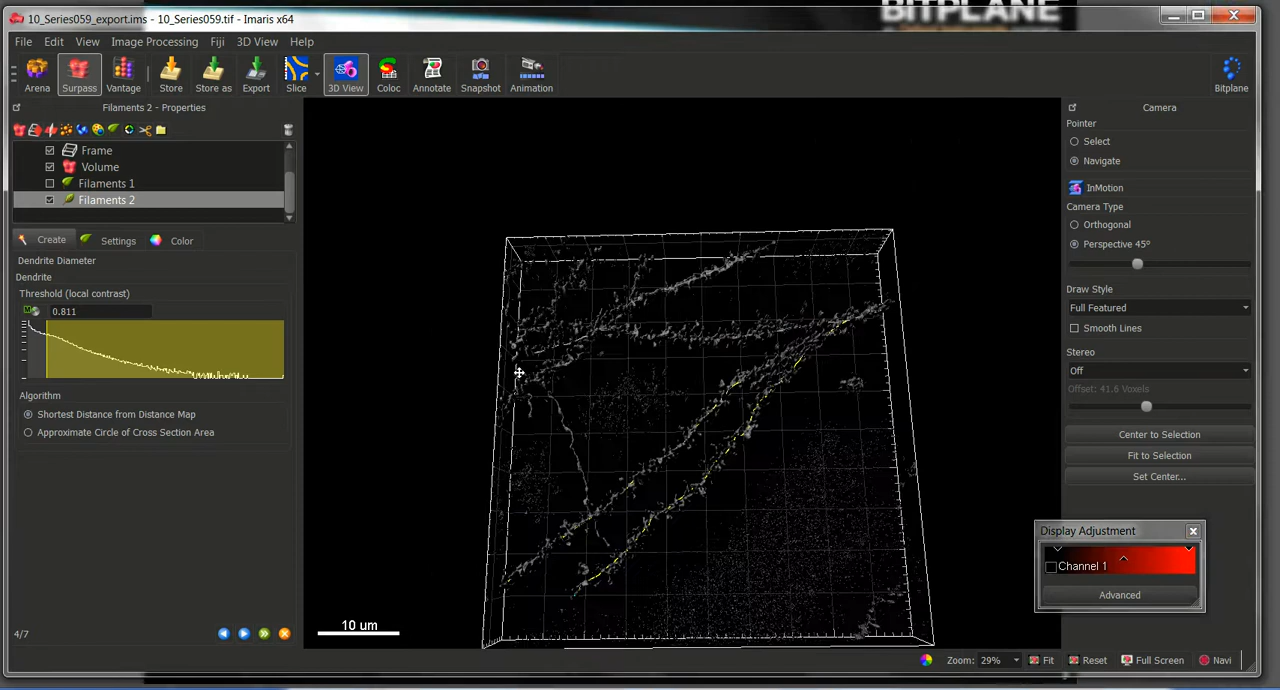 BITPLANE
10_Series059_export.ims - 10_Series059.tif - Imaris x64
File Edit View Image Processing Fiji 3D View Help
Arena Surpass Vantage Store Store as Export Slice 3D View Coloc Annotate Snapshot Animation Bitplane
Filaments 2 - Properties
Frame
Volume
Filaments 1
Filaments 2
Create Settings Color
Dendrite Diameter
Dendrite
Threshold (local contrast)
M 0.811
Algorithm
Shortest Distance from Distance Map
Approximate Circle of Cross Section Area
4/7
10 um
Camera
Pointer
Select
Navigate
InMotion
Camera Type
Orthogonal
Perspective 45º
Draw Style
Full Featured
Smooth Lines
Stereo
Off
Offset: 41.6 Voxels
Center to Selection
Fit to Selection
Set Center...
Display Adjustment
Channel 1
Advanced
Zoom: 29% Fit Reset Full Screen Navi